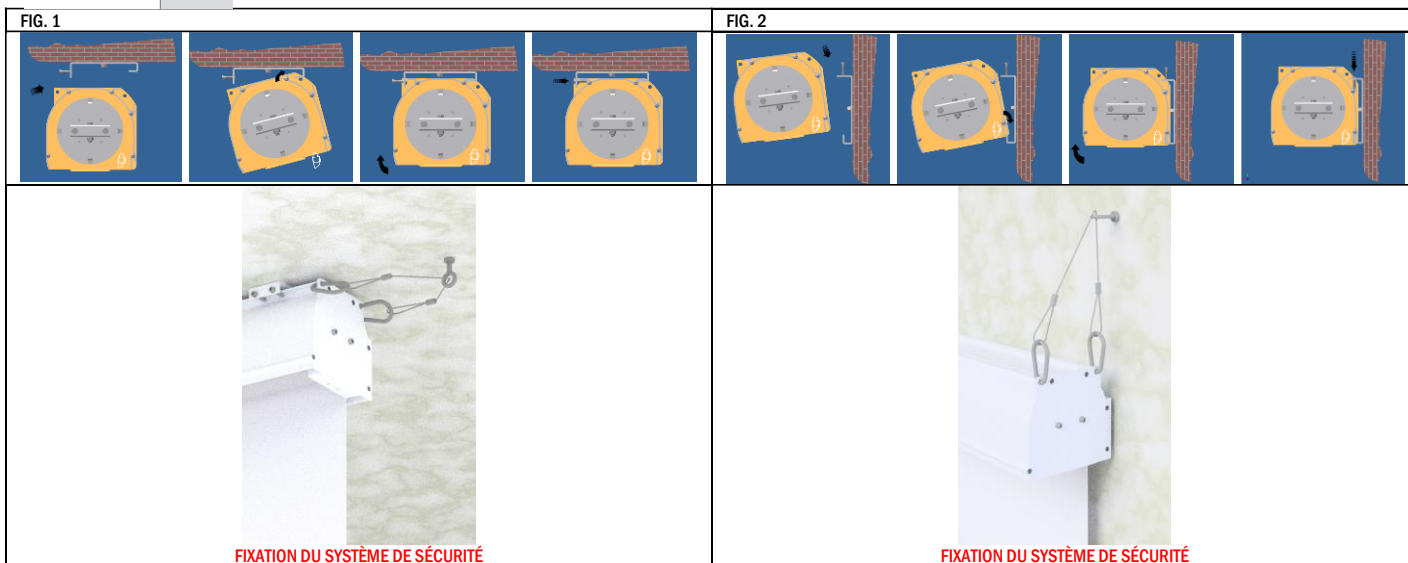 FIG. 1
FIG. 2
FIXATION DU SYSTÈME DE SÉCURITÉ
FIXATION DU SYSTÈME DE SÉCURITÉ